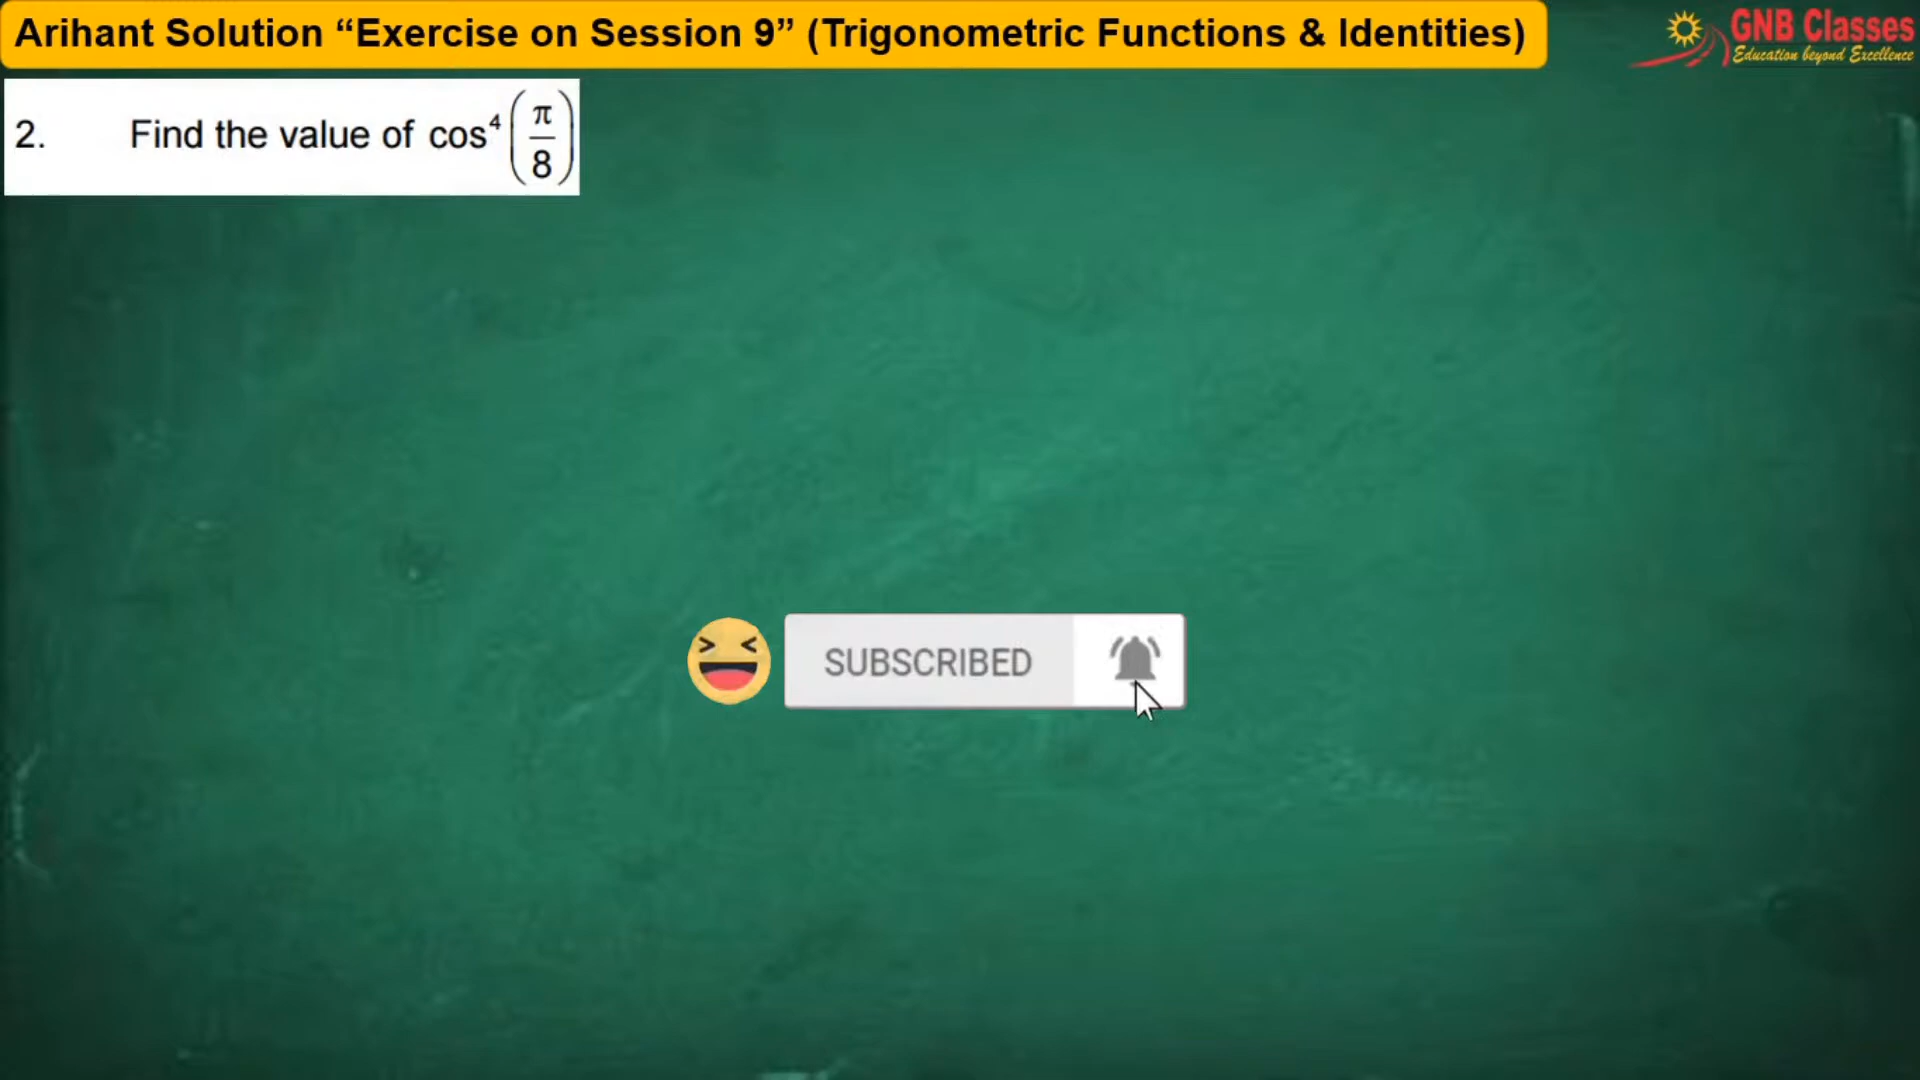 Arihant Solution “Exercise on Session 9” (Trigonometric Functions & Identities)
GNB Classes
Education beyond Excellence
2. Find the value of cos⁴(π/8)
SUBSCRIBED